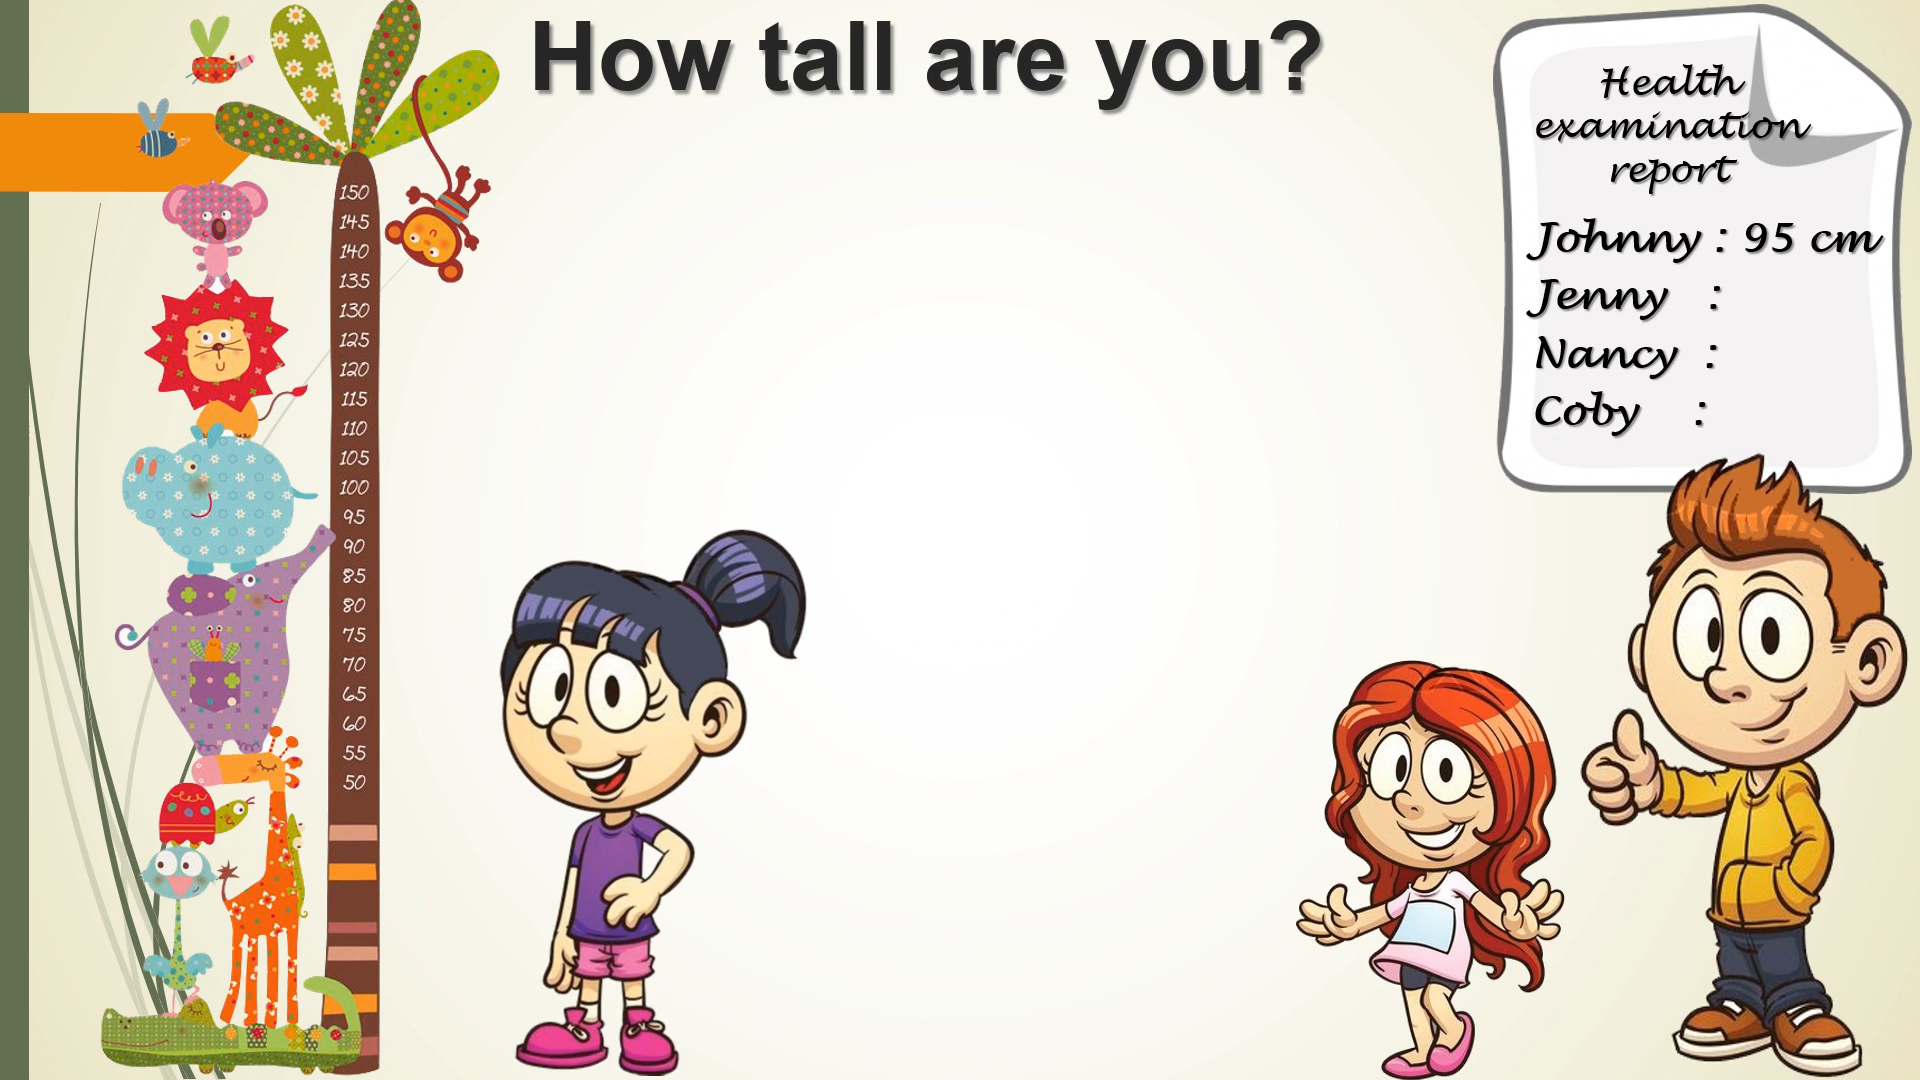 How tall are you?
Health
examination
report
Johnny : 95 cm
Jenny :
Nancy :
Coby :
150
145
140
135
130
125
120
115
110
105
100
95
90
85
80
75
70
65
60
55
50